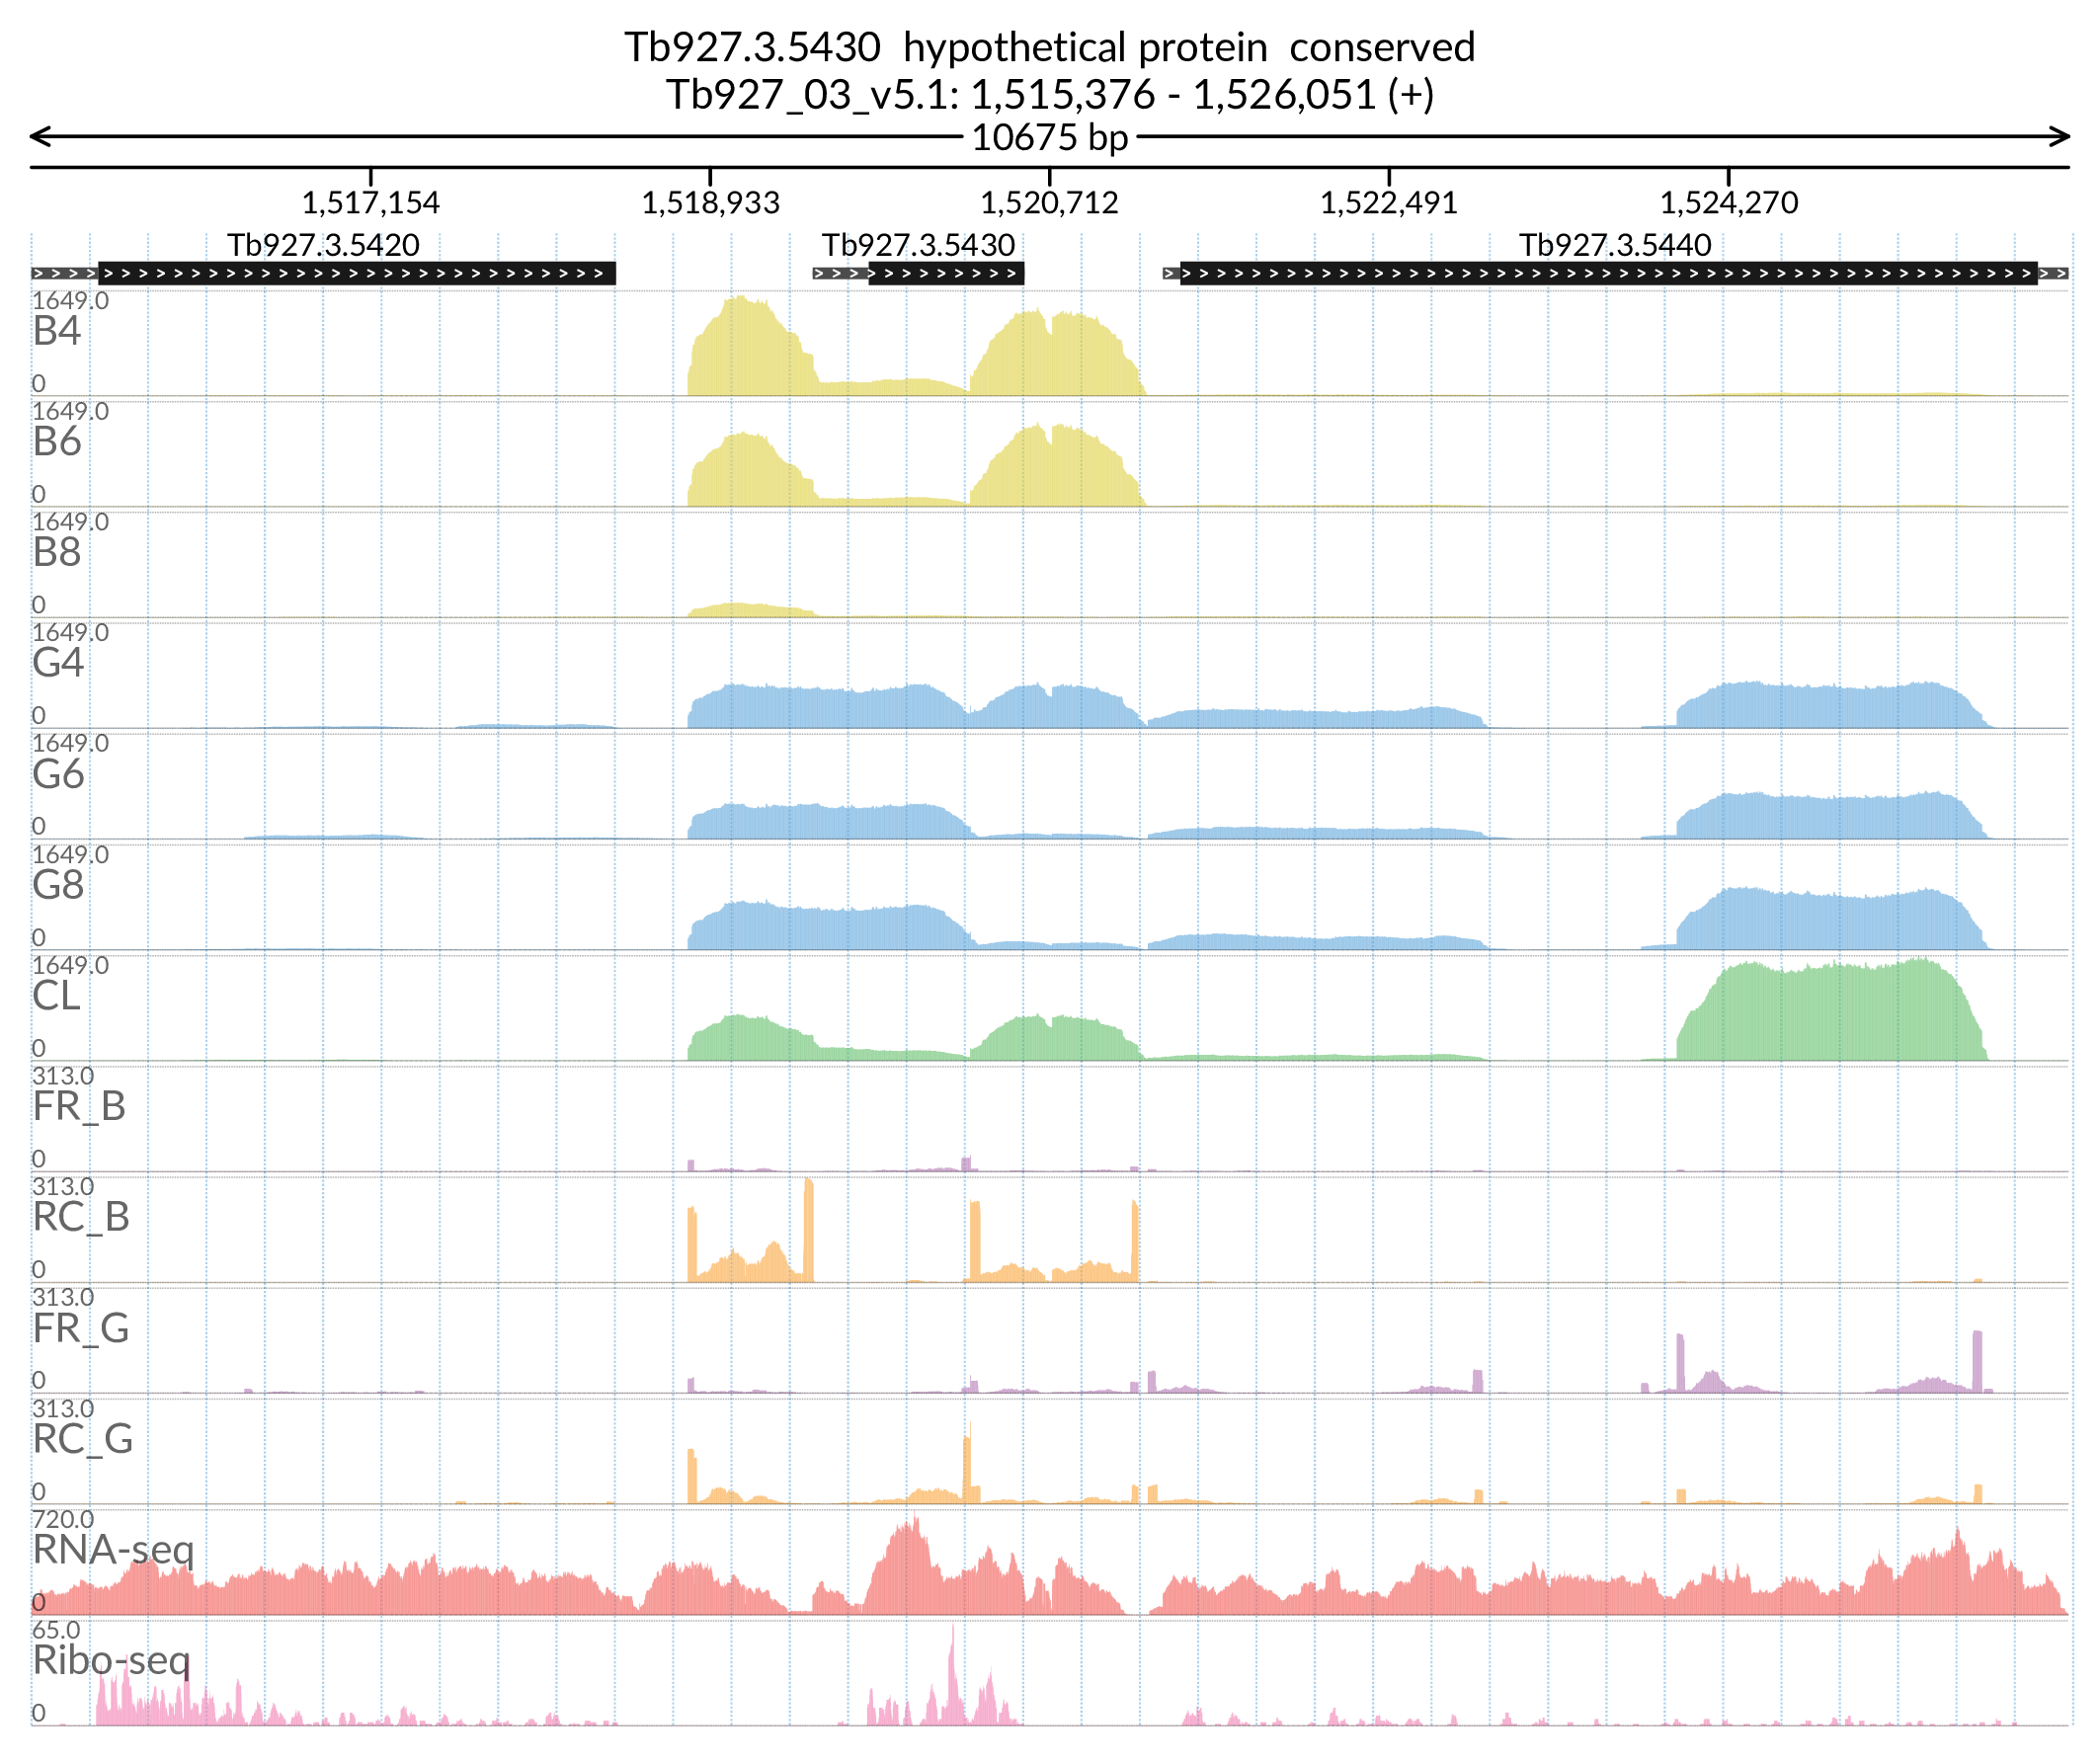 Tb927.3.5430 hypothetical protein conserved
Tb927_03_v5.1: 1,515,376 - 1,526,051 (+)
10675 bp
1,517,154 1,518,933 1,520,712 1,522,491 1,524,270
Tb927.3.5420 Tb927.3.5430 Tb927.3.5440
1649.0
B4
0
1649.0
B6
0
1649.0
B8
0
1649.0
G4
0
1649.0
G6
0
1649.0
G8
0
1649.0
CL
0
313.0
FR_B
0
313.0
RC_B
0
313.0
FR_G
0
313.0
RC_G
0
720.0
RNA-seq
0
65.0
Ribo-seq
0